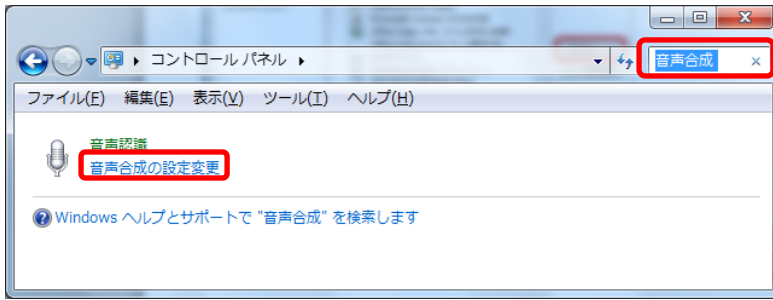 コントロール パネル
音声合成
ファイル(F) 編集(E) 表示(V) ツール(T) ヘルプ(H)
音声認識
音声合成の設定変更
Windows ヘルプとサポートで "音声合成" を検索します